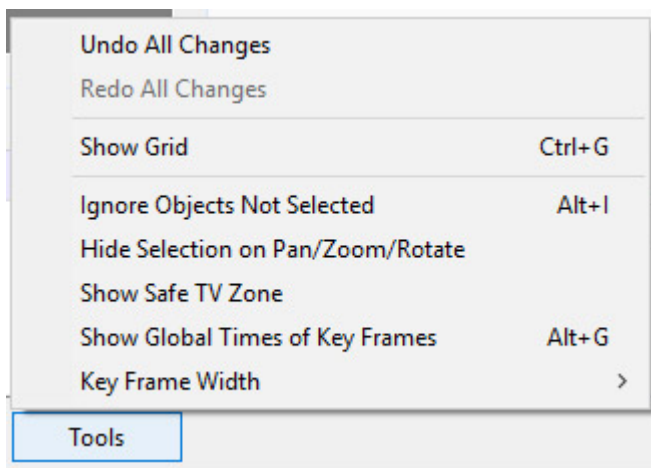 Undo All Changes
Redo All Changes
Show Grid Ctrl+G
Ignore Objects Not Selected Alt+I
Hide Selection on Pan/Zoom/Rotate
Show Safe TV Zone
Show Global Times of Key Frames Alt+G
Key Frame Width
Tools